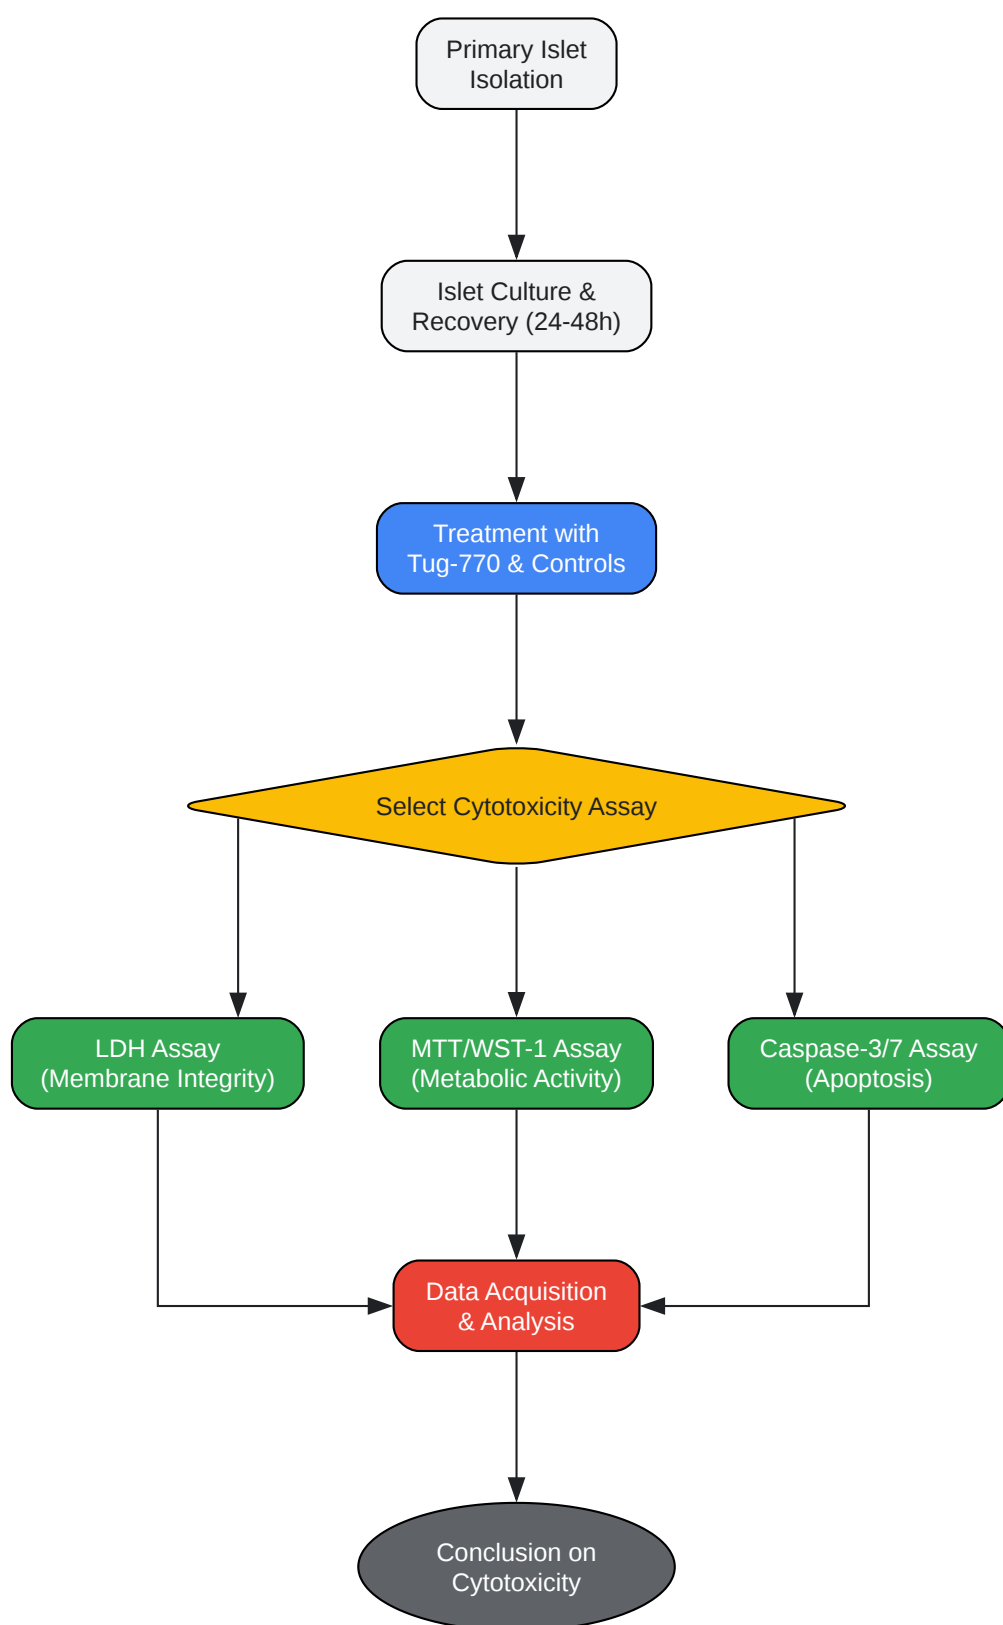 Primary Islet
Isolation
Islet Culture &
Recovery (24-48h)
Treatment with
Tug-770 & Controls
Select Cytotoxicity Assay
LDH Assay
(Membrane Integrity)
MTT/WST-1 Assay
(Metabolic Activity)
Caspase-3/7 Assay
(Apoptosis)
Data Acquisition
& Analysis
Conclusion on
Cytotoxicity